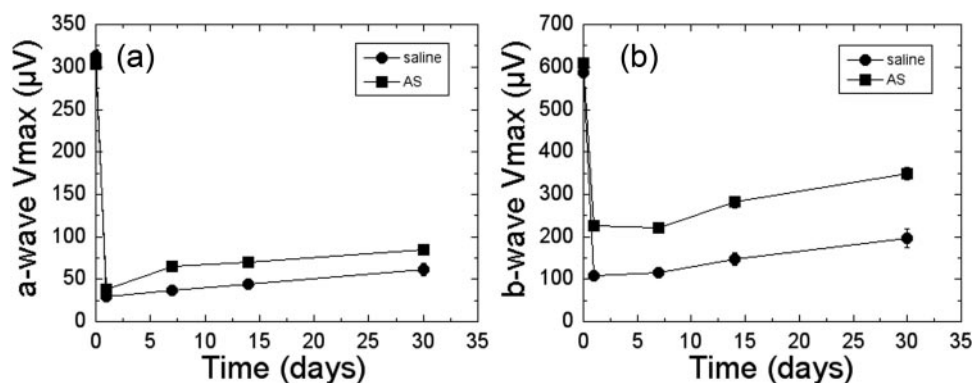 350
300
250
200
150
100
50
0
a-wave Vmax (µV)
(a)
saline
AS
0 5 10 15 20 25 30 35
Time (days)
700
600
500
400
300
200
100
0
b-wave Vmax (µV)
(b)
saline
AS
0 5 10 15 20 25 30 35
Time (days)